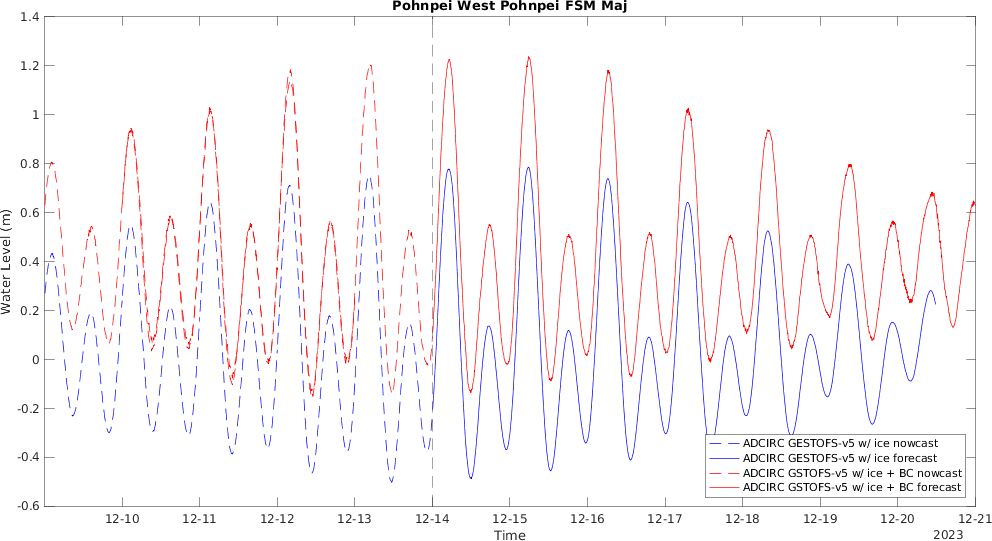 Pohnpei West Pohnpei FSM Maj
1.4
1.2
1
0.8
0.6
0.4
0.2
0
-0.2
-0.4
-0.6
Water Level (m)
ADCIRC GESTOFS-v5 w/ ice nowcast
ADCIRC GESTOFS-v5 w/ ice forecast
ADCIRC GSTOFS-v5 w/ ice + BC nowcast
ADCIRC GSTOFS-v5 w/ ice + BC forecast
12-10 12-11 12-12 12-13 12-14 12-15 12-16 12-17 12-18 12-19 12-20 12-21
Time
2023